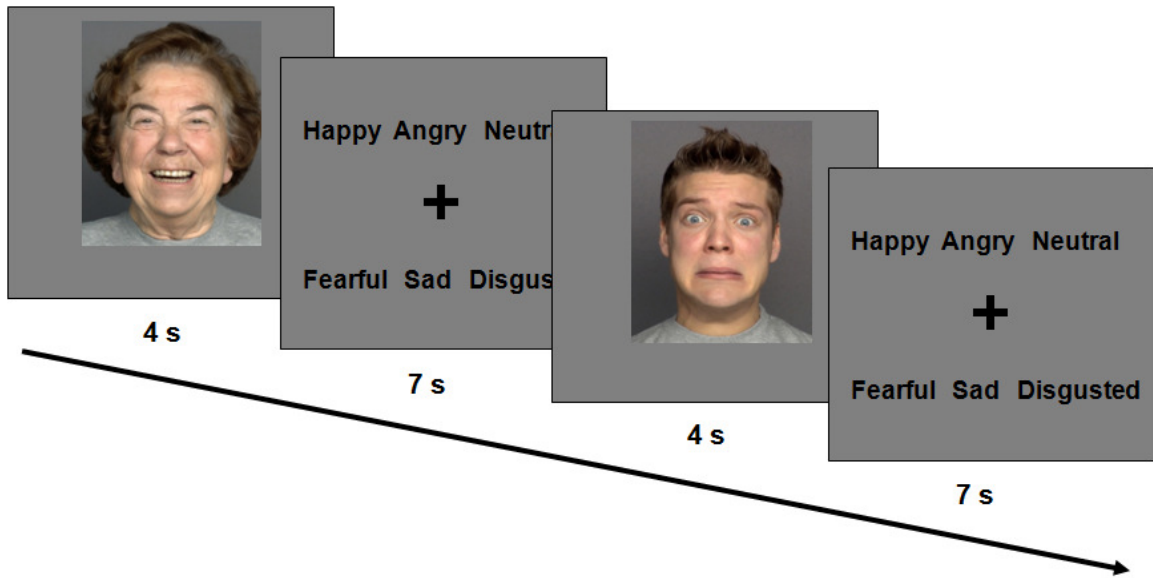 Happy Angry Neutr
+
Fearful Sad Disgus
4 s
7 s
Happy Angry Neutral
+
Fearful Sad Disgusted
4 s
7 s